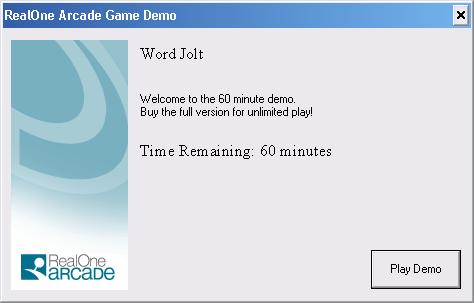 RealOne Arcade Game Demo
Word Jolt
Welcome to the 60 minute demo.
Buy the full version for unlimited play!
Time Remaining: 60 minutes
RealOne
ARCADE
Play Demo